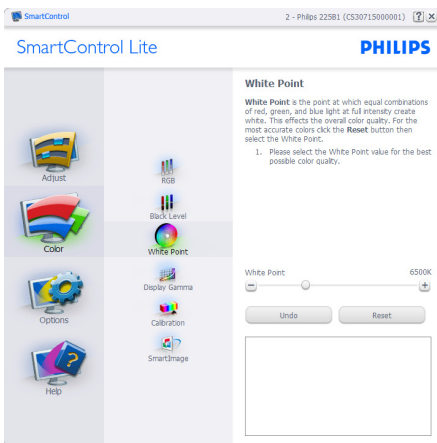 SmartControl
2 - Philips 225B1 (CS30715000001)
SmartControl Lite
PHILIPS
Adjust
Color
Options
Help
RGB
Black Level
White Point
Display Gamma
Calibration
SmartImage
White Point
White Point is the point at which equal combinations
of red, green, and blue light at full intensity create
white. This effects the overall color quality. For the
most accurate colors click the Reset button then
select the White Point.
1. Please select the White Point value for the best
possible color quality.
White Point
6500K
Undo
Reset